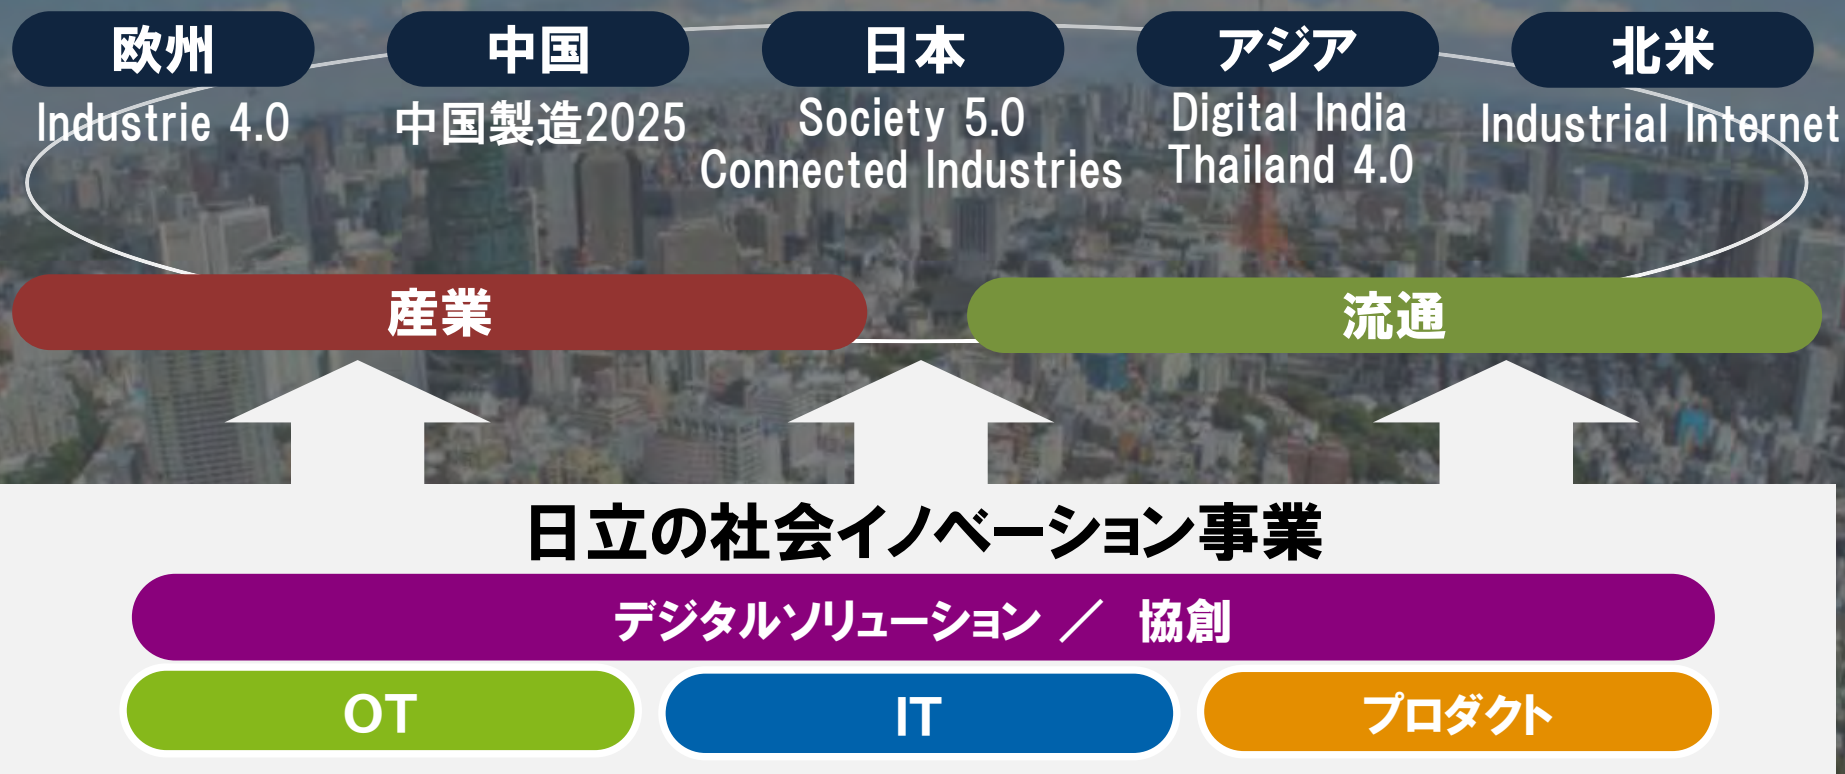 欧州
中国
日本
アジア
北米
Industrie 4.0
中国製造2025
Society 5.0
Connected Industries
Digital India
Thailand 4.0
Industrial Internet
産業
流通
日立の社会イノベーション事業
デジタルソリューション ／ 協創
OT
IT
プロダクト